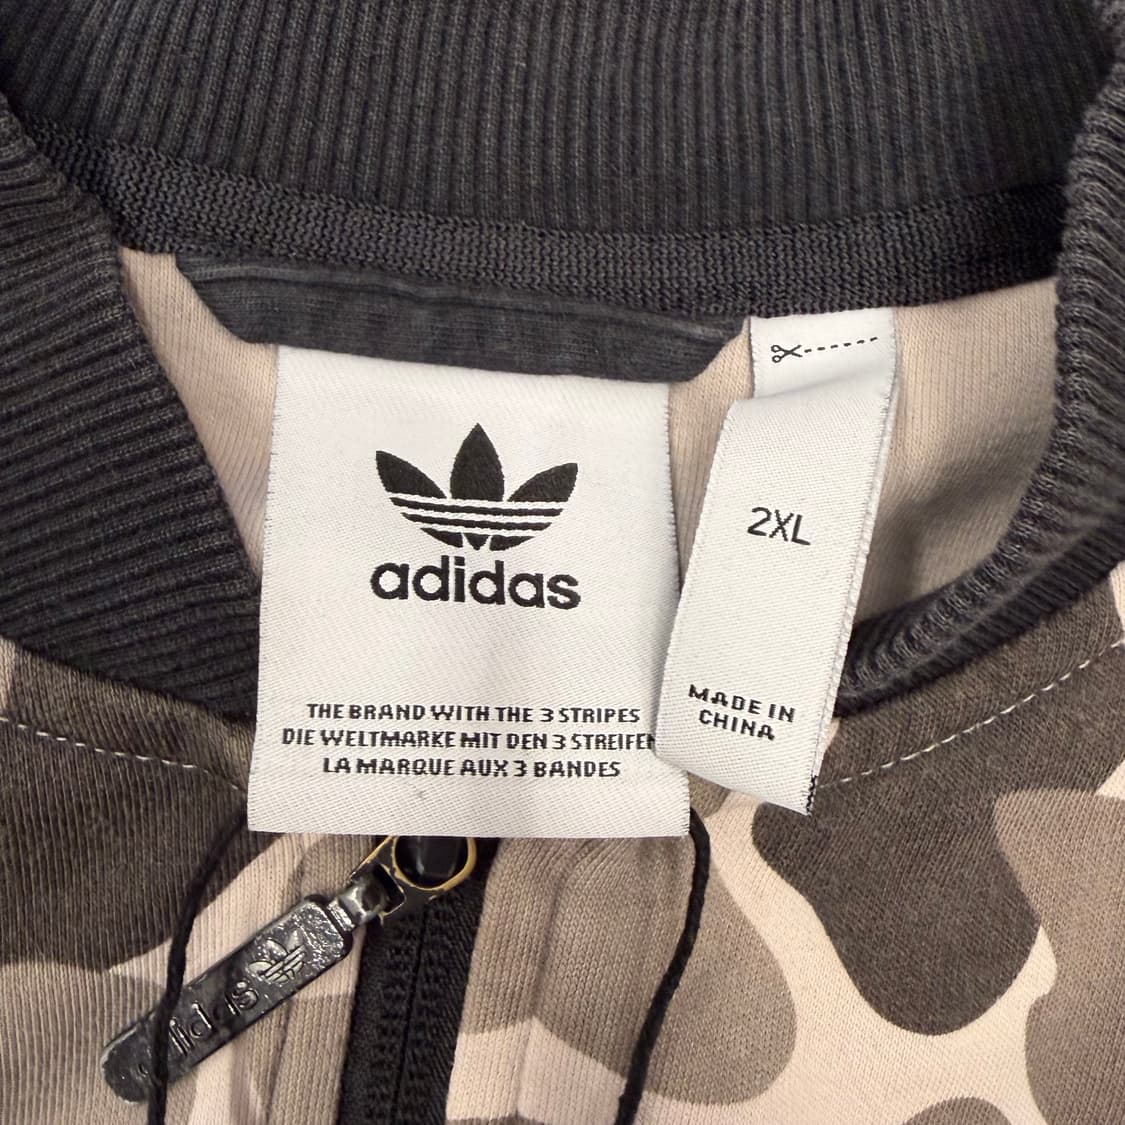 adidas
THE BRAND WITH THE 3 STRIPES
DIE WELTMARKE MIT DEN 3 STREIFEN
LA MARQUE AUX 3 BANDES
2XL
MADE IN
CHINA
adidas